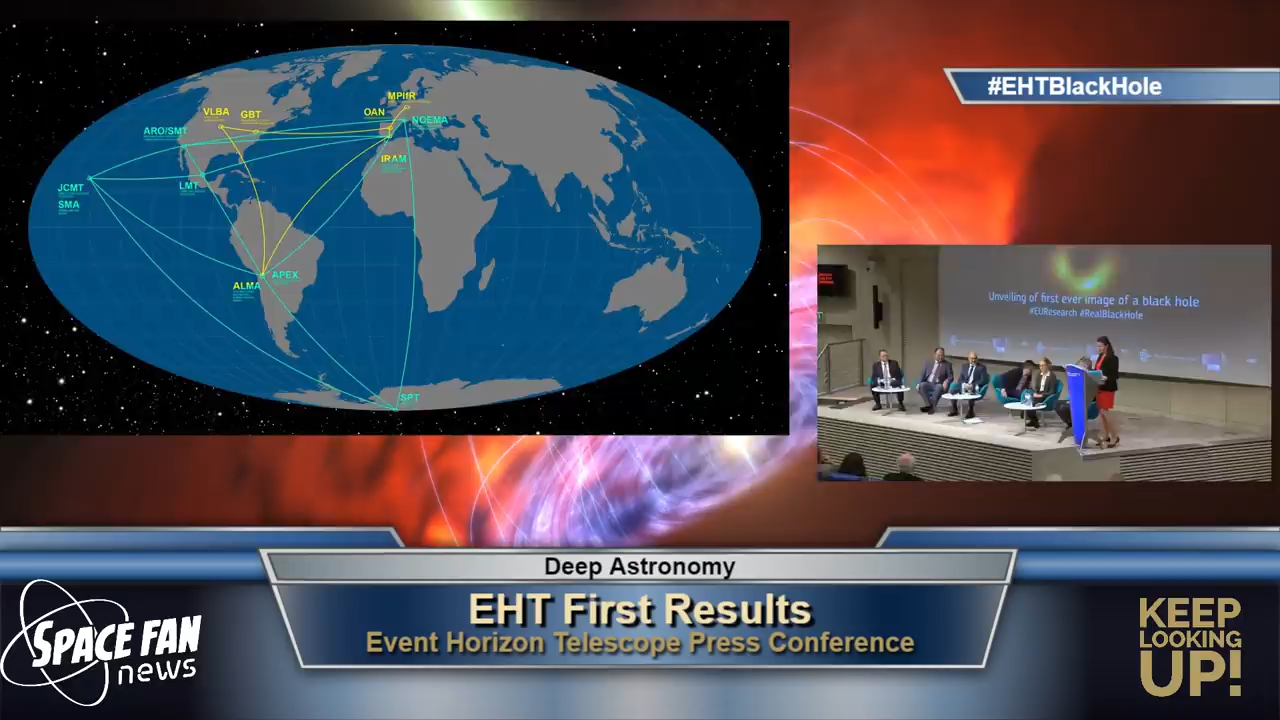 MPIfR
VLBA
GBT
OAN
NOEMA
ARO/SMT
IRAM
JCMT
LMT
SMA
APEX
ALMA
SPT
#EHTBlackHole
Unveiling of first ever image of a black hole
#EUResearch #RealBlackHole
Deep Astronomy
EHT First Results
Event Horizon Telescope Press Conference
SPACE FAN
news
KEEP
LOOKING
UP!